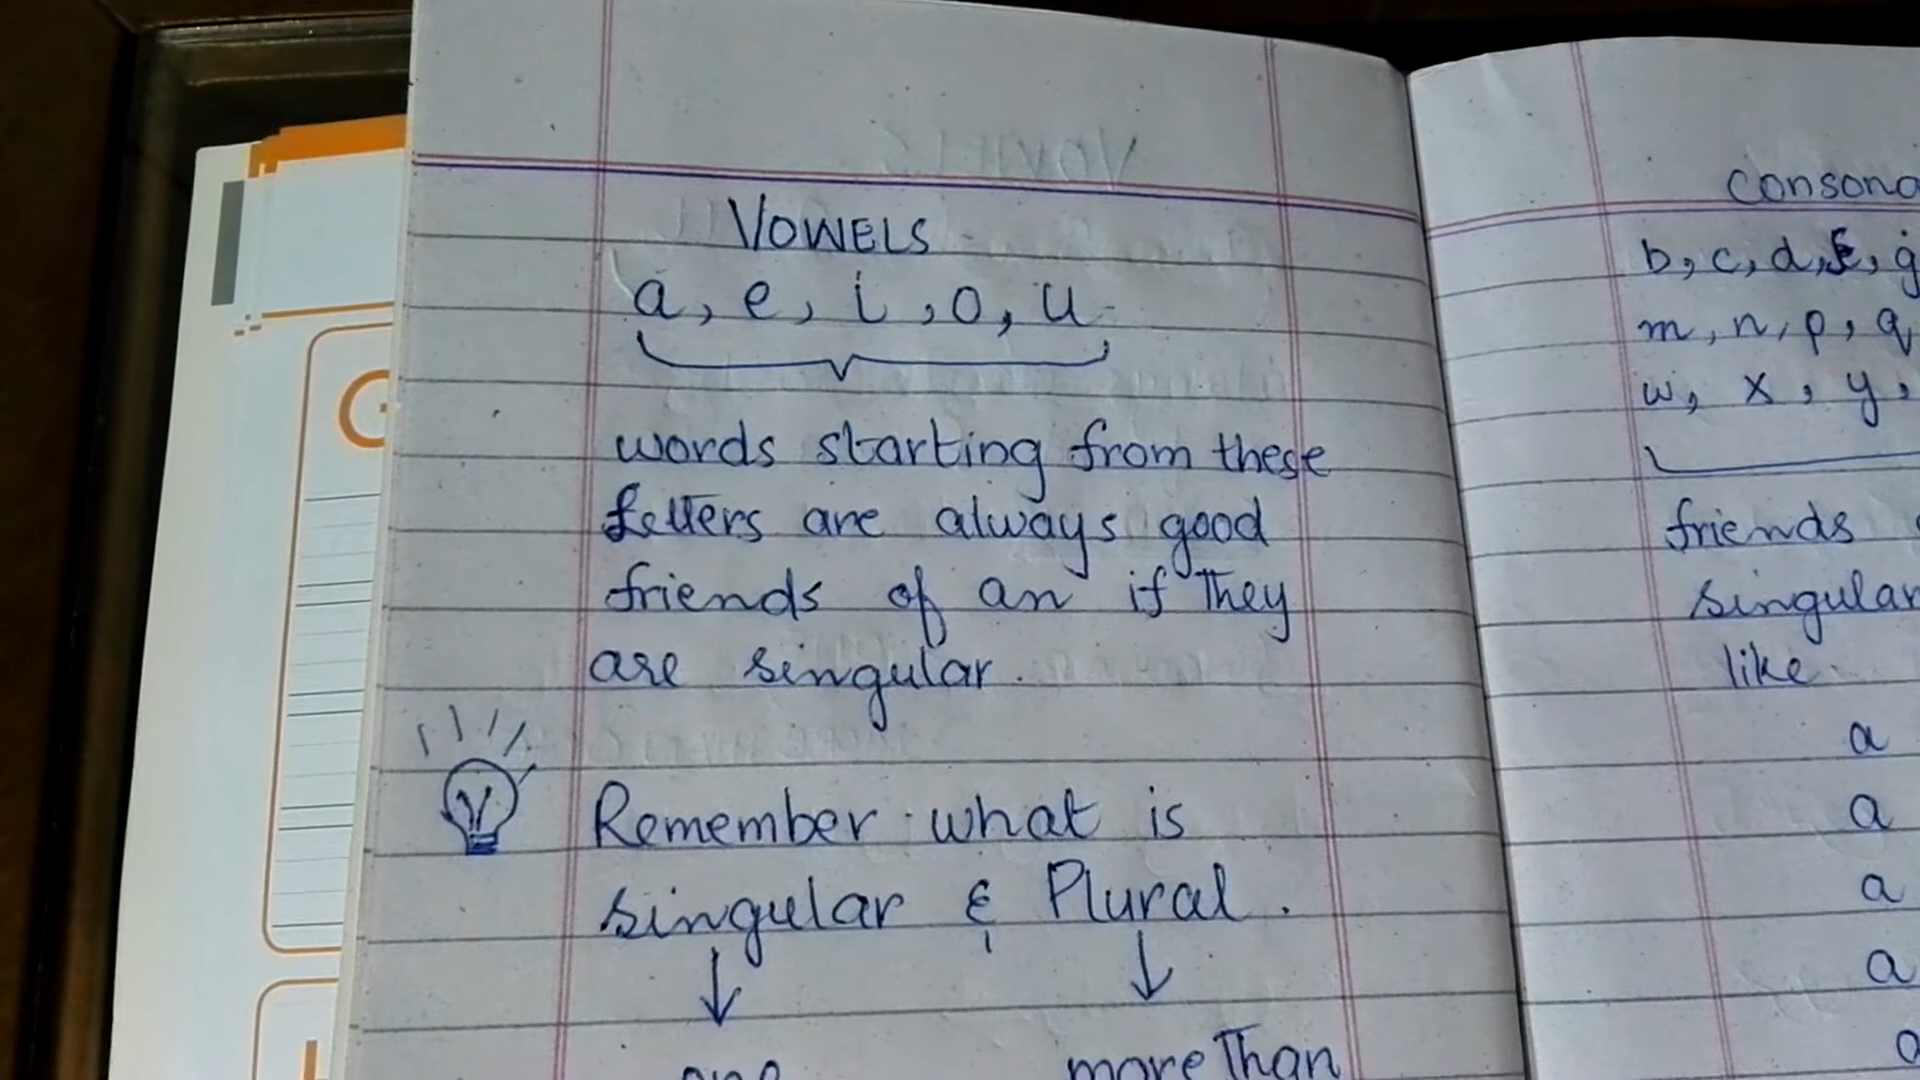 VOWELS
a, e, i, o, u
words starting from these
letters are always good
friends of an if they
are singular.
Remember what is
singular & Plural.
one
more Than
b, c, d, f, g
m, n, p, q
w, x, y,
friends
singular
like
a
a
a
a
a